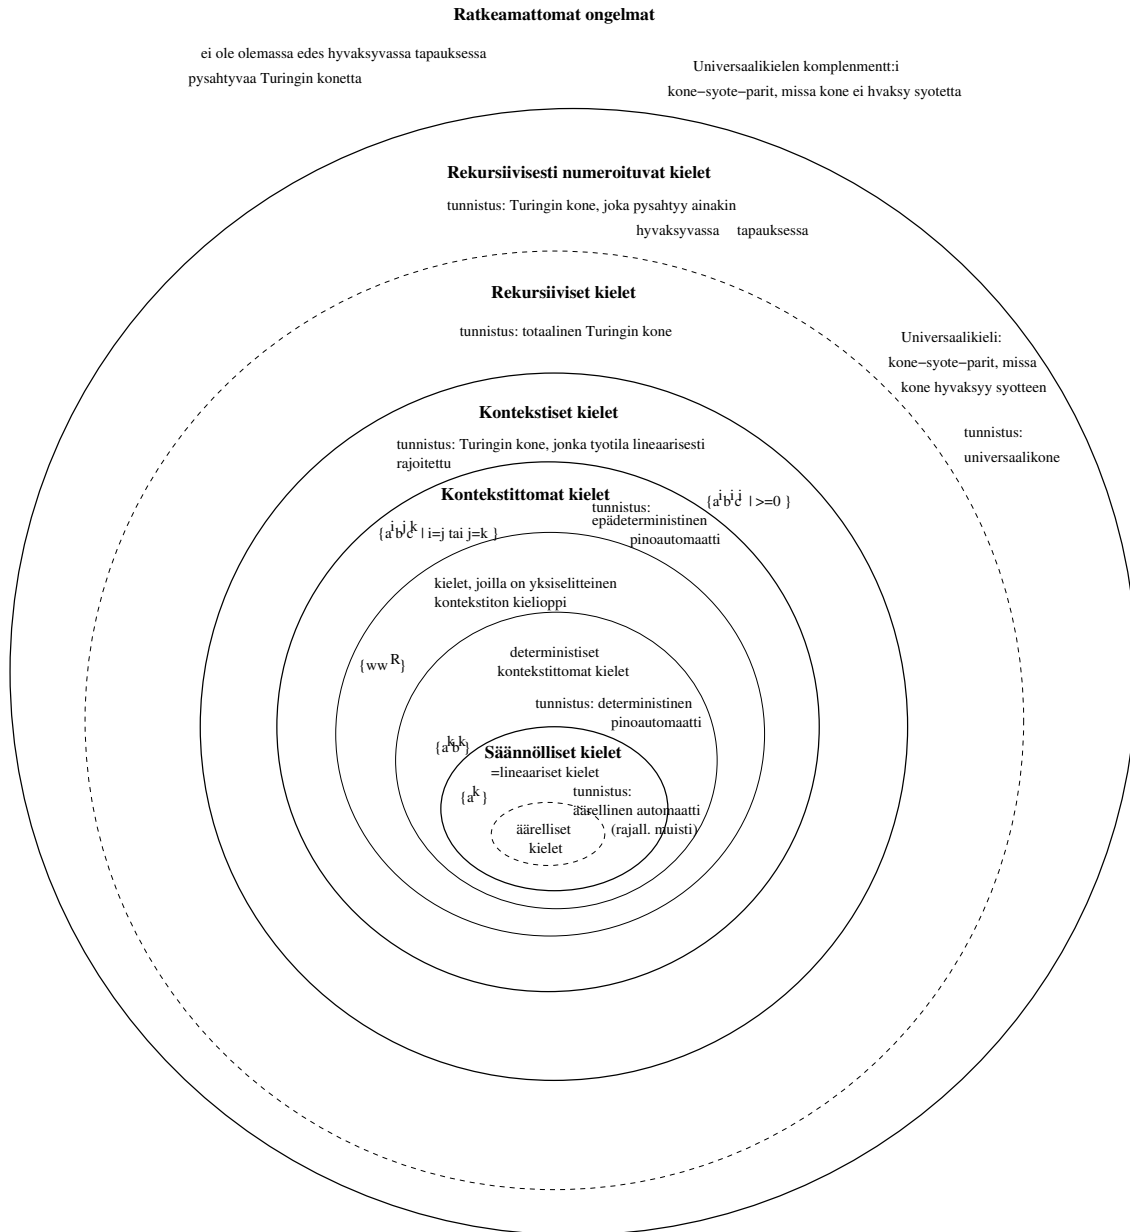 Ratkeamattomat ongelmat
ei ole olemassa edes hyvaksyvassa tapauksessa
pysahtyvaa Turingin konetta
Universaalikielen komplenmentt:i
kone−syote−parit, missa kone ei hvaksy syotetta
Rekursiivisesti numeroituvat kielet
tunnistus: Turingin kone, joka pysahtyy ainakin
hyvaksyvassa tapauksessa
Rekursiiviset kielet
tunnistus: totaalinen Turingin kone
Universaalikieli:
kone−syote−parit, missa
kone hyvaksyy syotteen
tunnistus:
universaalikone
Kontekstiset kielet
tunnistus: Turingin kone, jonka tyotila lineaarisesti
rajoitettu
{a^i b^i c^i | >=0 }
Kontekstittomat kielet
tunnistus:
epädeterministinen
pinoautomaatti
{a^i b^j c^k | i=j tai j=k }
kielet, joilla on yksiselitteinen
kontekstiton kielioppi
{ww^R}
deterministiset
kontekstittomat kielet
tunnistus: deterministinen
pinoautomaatti
{a^k b^k}
Säännölliset kielet
=lineaariset kielet
{a^k}
tunnistus:
äärellinen automaatti
(rajall. muisti)
äärelliset
kielet